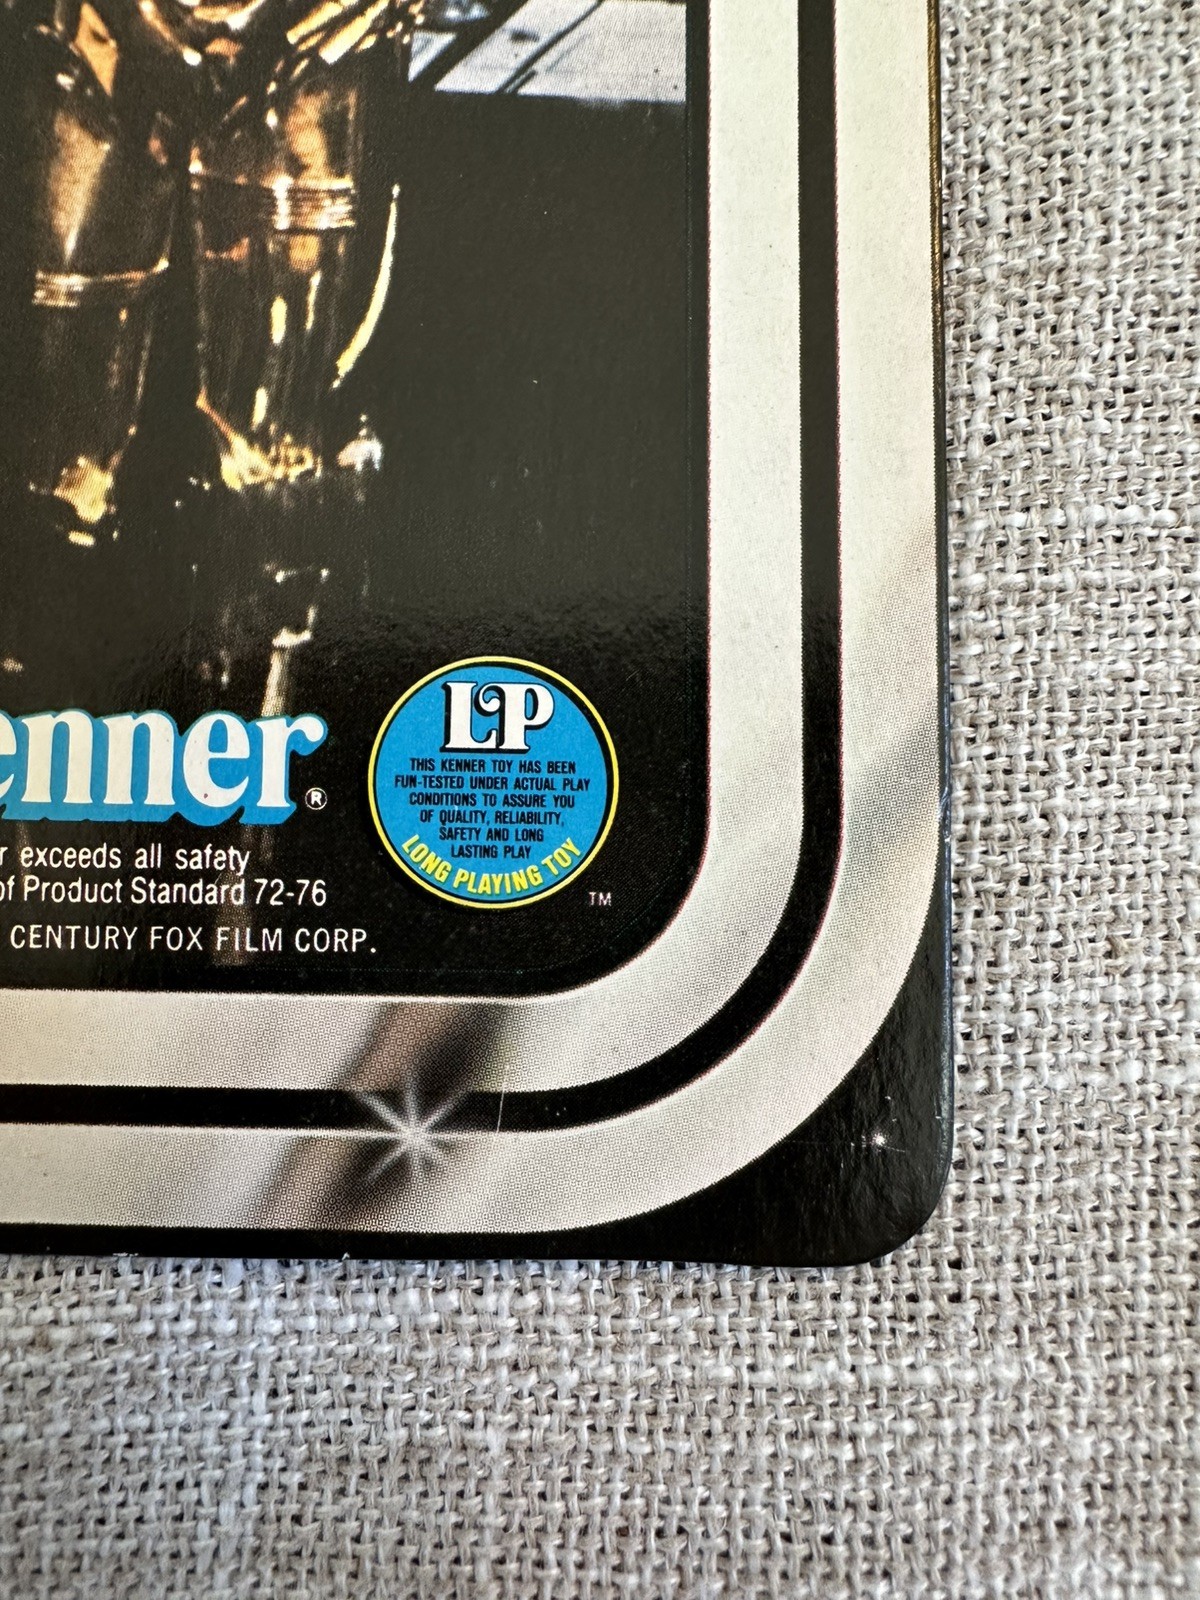 LP
THIS KENNER TOY HAS BEEN
FUN-TESTED UNDER ACTUAL PLAY
CONDITIONS TO ASSURE YOU
OF QUALITY, RELIABILITY,
SAFETY AND LONG
LASTING PLAY
LONG PLAYING TOY
TM
enner®
r exceeds all safety
of Product Standard 72-76
CENTURY FOX FILM CORP.